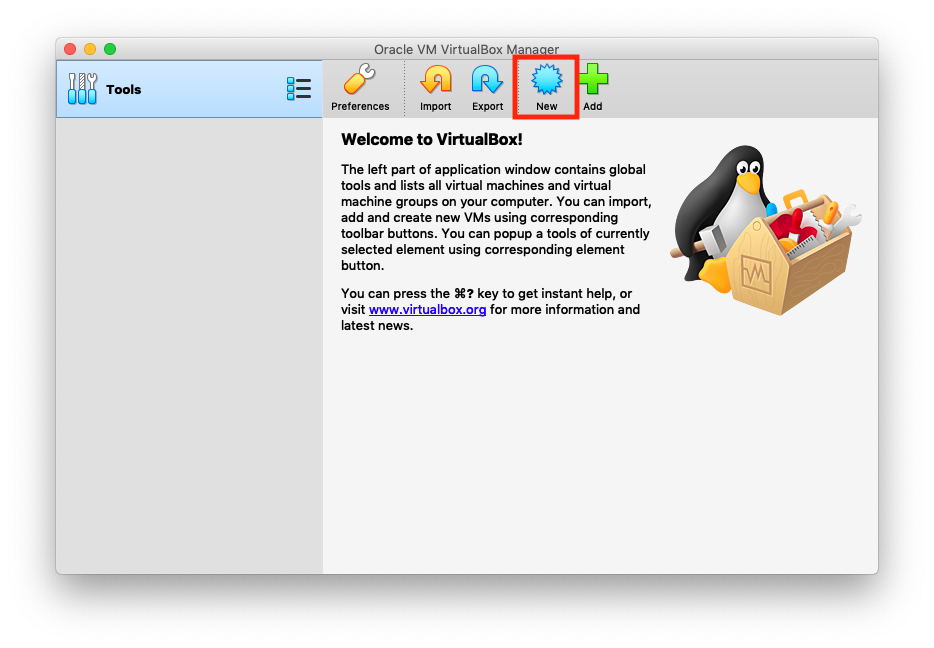 Oracle VM VirtualBox Manager
Tools
Preferences
Import
Export
New
Add
Welcome to VirtualBox!
The left part of application window contains global
tools and lists all virtual machines and virtual
machine groups on your computer. You can import,
add and create new VMs using corresponding
toolbar buttons. You can popup a tools of currently
selected element using corresponding element
button.
You can press the ⌘? key to get instant help, or
visit www.virtualbox.org for more information and
latest news.